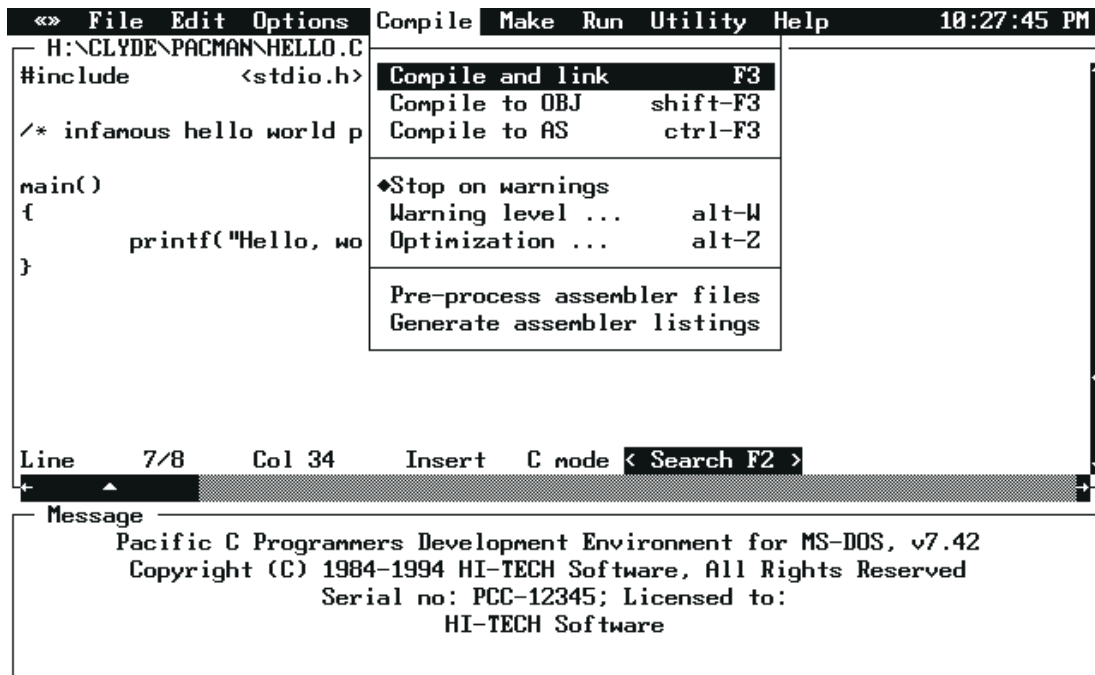 «» File Edit Options Compile Make Run Utility Help 10:27:45 PM
H:\CLYDE\PACMAN\HELLO.C
#include <stdio.h>
Compile and link F3
Compile to OBJ shift-F3
/* infamous hello world p
Compile to AS ctrl-F3
main()
◆Stop on warnings
{
Warning level ... alt-W
printf("Hello, wo
Optimization ... alt-Z
}
Pre-process assembler files
Generate assembler listings
Line 7/8 Col 34 Insert C mode < Search F2 >
Message
Pacific C Programmers Development Environment for MS-DOS, v7.42
Copyright (C) 1984-1994 HI-TECH Software, All Rights Reserved
Serial no: PCC-12345; Licensed to:
HI-TECH Software